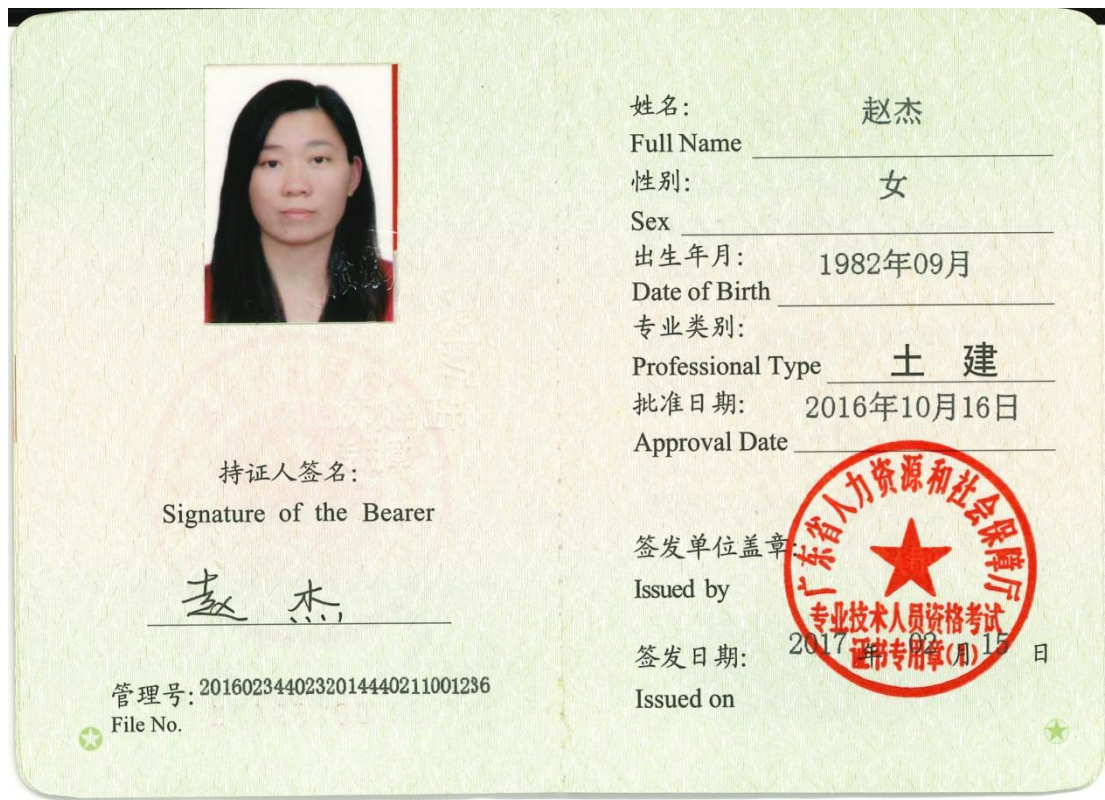 持证人签名:
Signature of the Bearer
赵杰
管理号: 2016023440232014440211001236
File No.
姓名: 赵杰
Full Name
性别: 女
Sex
出生年月: 1982年09月
Date of Birth
专业类别:
Professional Type 土 建
批准日期: 2016年10月16日
Approval Date
签发单位盖章:
Issued by
广东省人力资源和社会保障厅
专业技术人员资格考试
证书专用章
签发日期: 2017 年 02 月 15 日
Issued on